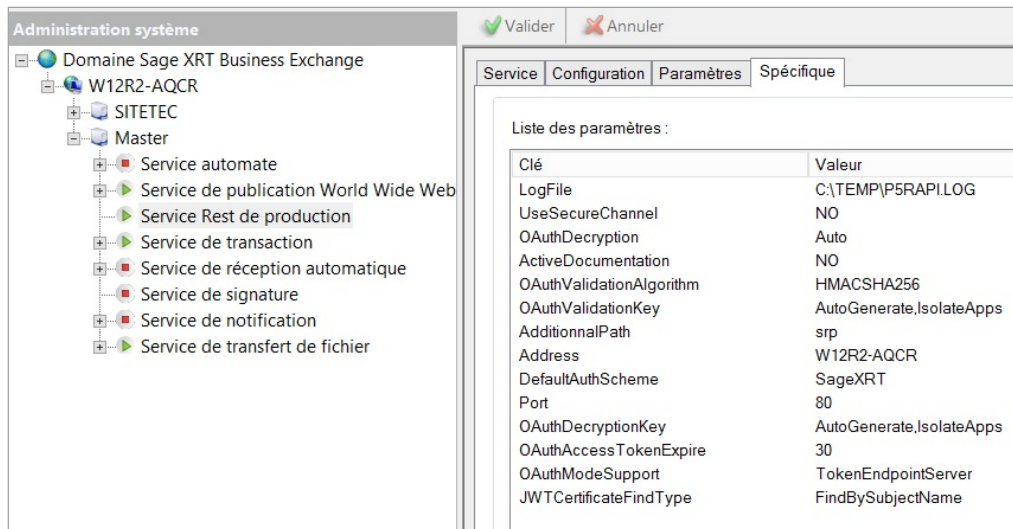 Administration système
Domaine Sage XRT Business Exchange
W12R2-AQCR
SITETEC
Master
Service automate
Service de publication World Wide Web
Service Rest de production
Service de transaction
Service de réception automatique
Service de signature
Service de notification
Service de transfert de fichier
Valider Annuler
Service Configuration Paramètres Spécifique
Liste des paramètres :
Clé Valeur
LogFile C:\TEMP\P5RAPI.LOG
UseSecureChannel NO
OAuthDecryption Auto
ActiveDocumentation NO
OAuthValidationAlgorithm HMACSHA256
OAuthValidationKey AutoGenerate,IsolateApps
AdditionnalPath srp
Address W12R2-AQCR
DefaultAuthScheme SageXRT
Port 80
OAuthDecryptionKey AutoGenerate,IsolateApps
OAuthAccessTokenExpire 30
OAuthModeSupport TokenEndpointServer
JWTCertificateFindType FindBySubjectName